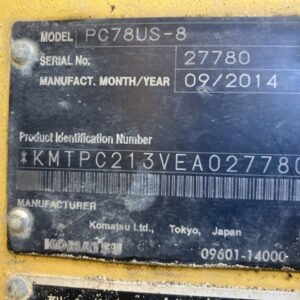 MODEL PC78US-8
SERIAL No. 27780
MANUFACT. MONTH/YEAR 09/2014
Product Identification Number
*KMTPC213VEA027780
MANUFACTURER
Komatsu Ltd., Tokyo, Japan
KOMATSU 09601-14000